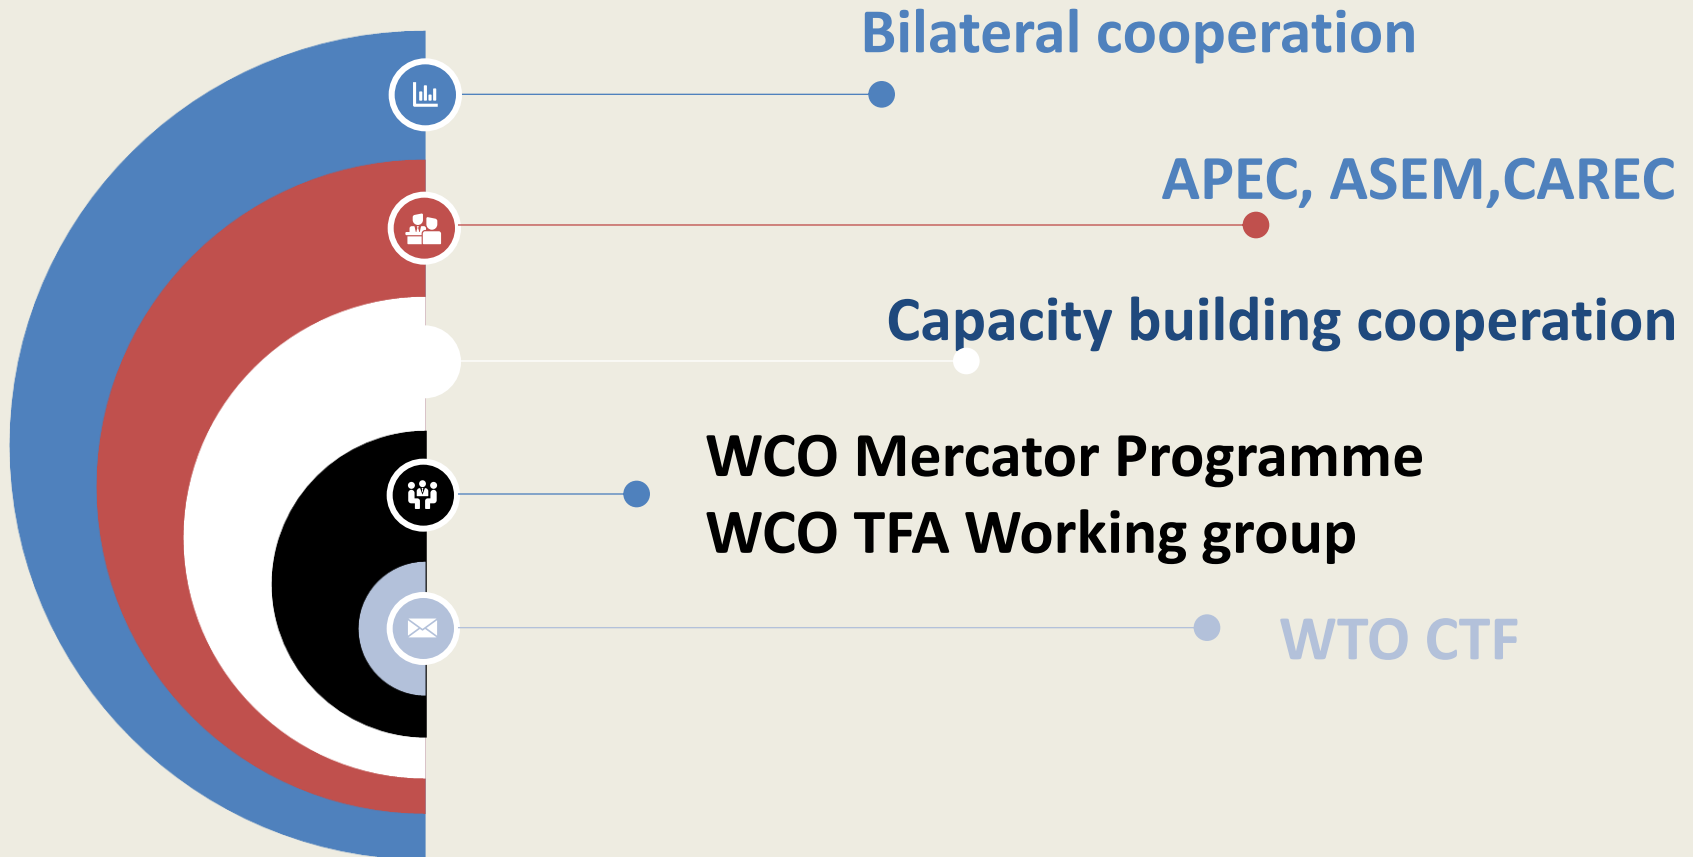 Bilateral cooperation
APEC, ASEM,CAREC
Capacity building cooperation
WCO Mercator Programme
WCO TFA Working group
WTO CTF